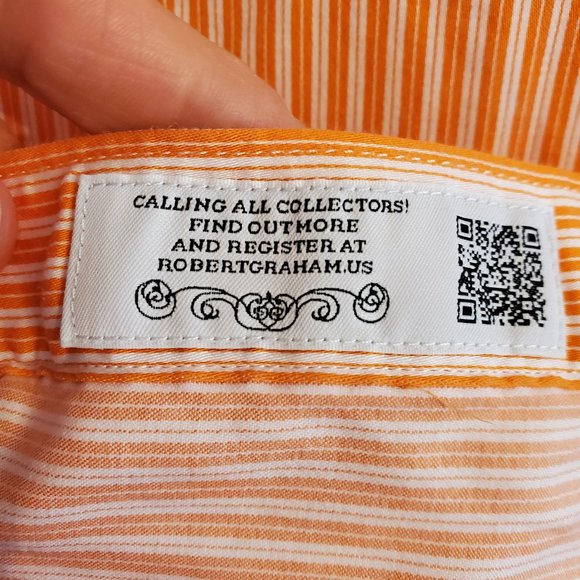 CALLING ALL COLLECTORS!
FIND OUTMORE
AND REGISTER AT
ROBERTGRAHAM.US